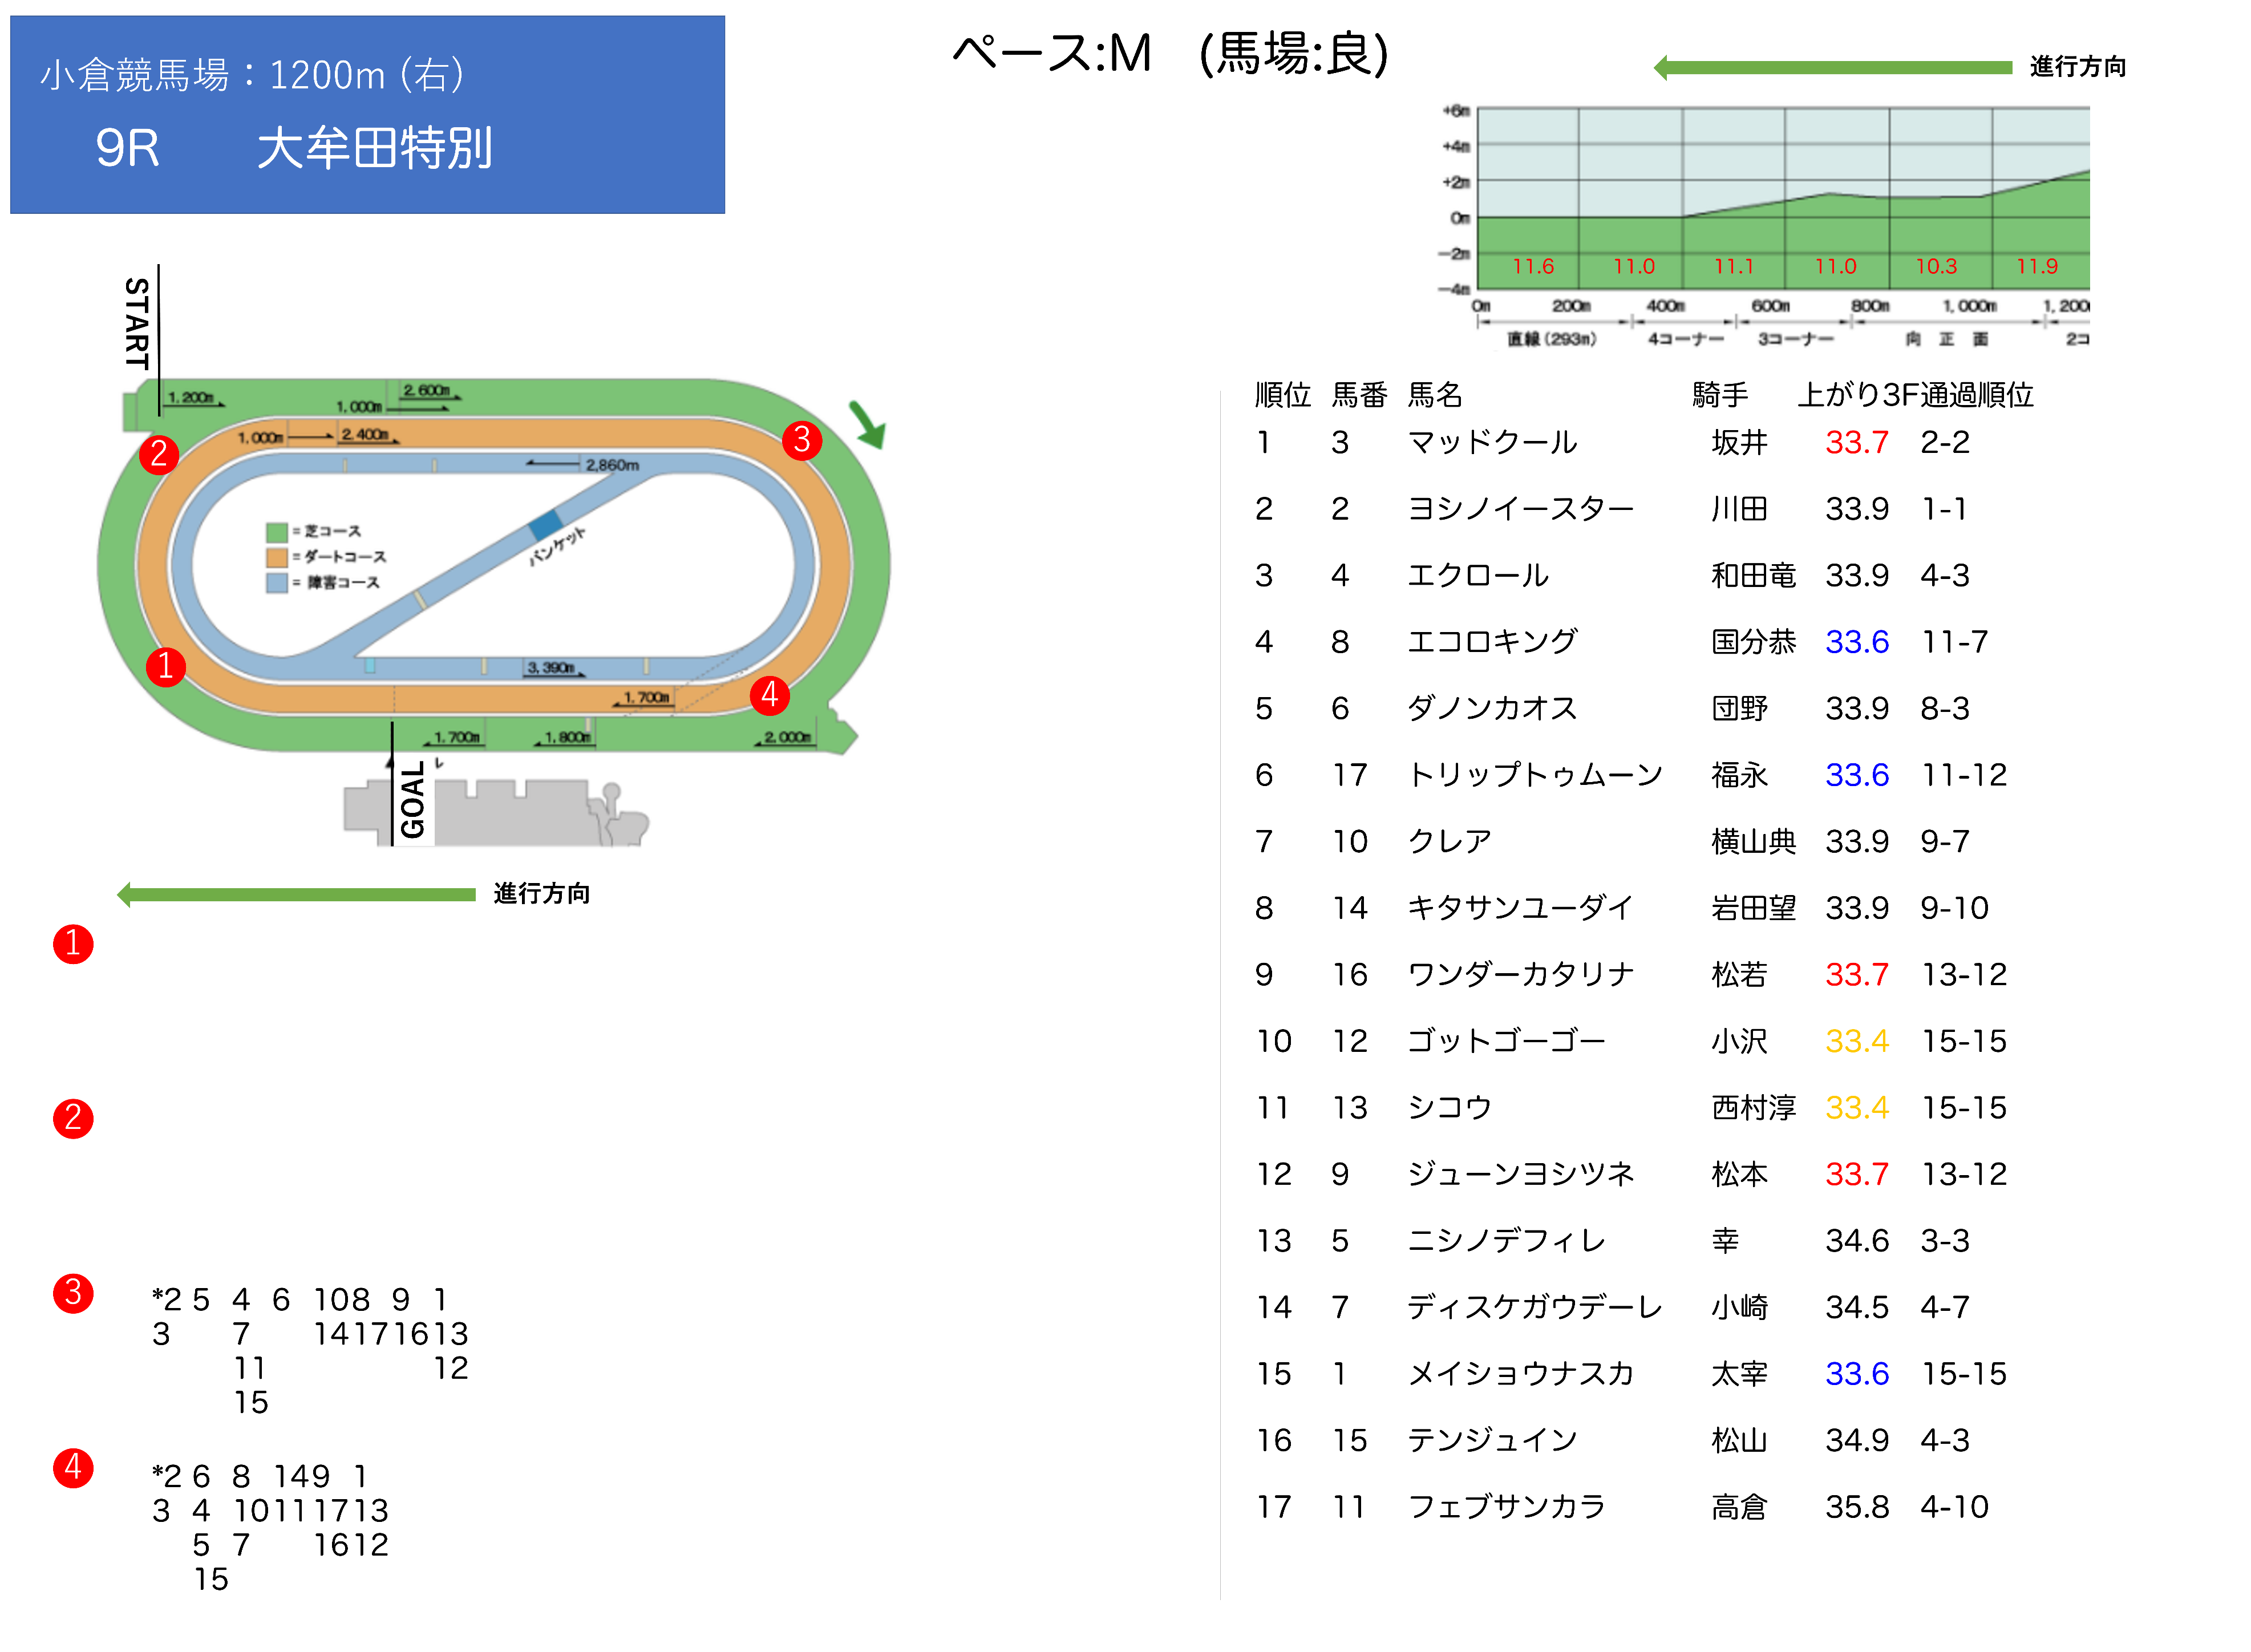 小倉競馬場：1200m (右)
9R 大牟田特別
ペース:M (馬場:良)
進行方向
+6m
+4m
+2m
0m
−2m
−4m
11.6 11.0 11.1 11.0 10.3 11.9
0m 200m 400m 600m 800m 1,000m 1,200
直線(293m) 4コーナー 3コーナー 向正面 2コ
START
1,200m
2,600m
1,000m
1,000m
2,400m
2
3
2,860m
=芝コース
=ダートコース
=障害コース
バンケット
1
3,390m
1,700m
4
1,700m
1,800m
2,000m
GOAL
進行方向
1
2
3
*2 5 4 6 108 9 1
3 7 14171613
11 12
15
4
*2 6 8 149 1
3 4 10111713
5 7 1612
15
順位 馬番 馬名 騎手 上がり3F通過順位
1 3 マッドクール 坂井 33.7 2-2
2 2 ヨシノイースター 川田 33.9 1-1
3 4 エクロール 和田竜 33.9 4-3
4 8 エコロキング 国分恭 33.6 11-7
5 6 ダノンカオス 団野 33.9 8-3
6 17 トリップトゥムーン 福永 33.6 11-12
7 10 クレア 横山典 33.9 9-7
8 14 キタサンユーダイ 岩田望 33.9 9-10
9 16 ワンダーカタリナ 松若 33.7 13-12
10 12 ゴットゴーゴー 小沢 33.4 15-15
11 13 シコウ 西村淳 33.4 15-15
12 9 ジューンヨシツネ 松本 33.7 13-12
13 5 ニシノデフィレ 幸 34.6 3-3
14 7 ディスケガウデーレ 小崎 34.5 4-7
15 1 メイショウナスカ 太宰 33.6 15-15
16 15 テンジュイン 松山 34.9 4-3
17 11 フェブサンカラ 高倉 35.8 4-10